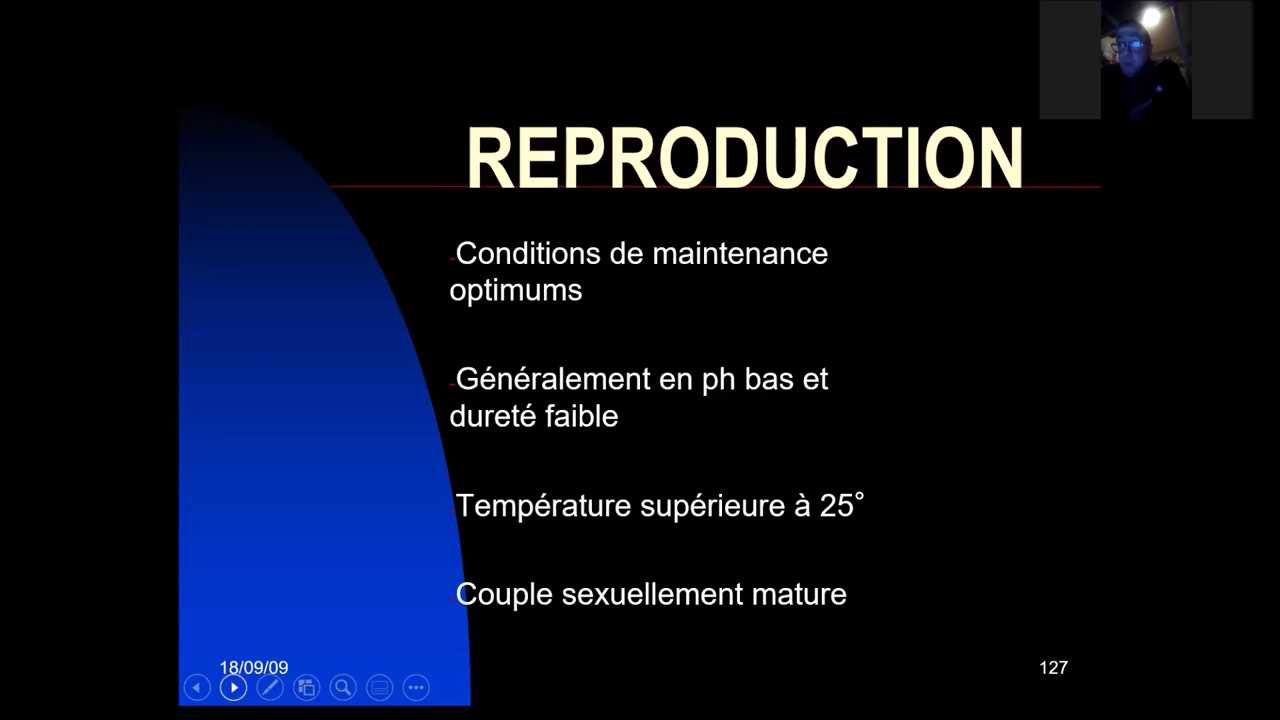 REPRODUCTION
-Conditions de maintenance
optimums
-Généralement en ph bas et
dureté faible
-Température supérieure à 25°
-Couple sexuellement mature
18/09/09
127